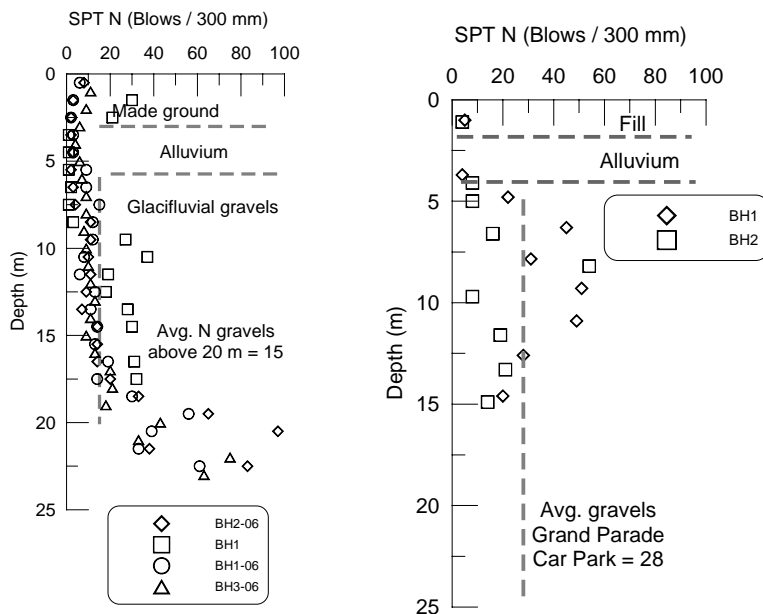 SPT N (Blows / 300 mm)
0 20 40 60 80 100
0
5
10
15
20
25
Depth (m)
Made ground
Alluvium
Glacifluvial gravels
Avg. N gravels
above 20 m = 15
BH2-06
BH1
BH1-06
BH3-06
SPT N (Blows / 300 mm)
0 20 40 60 80 100
0
5
10
15
20
25
Depth (m)
Fill
Alluvium
BH1
BH2
Avg. gravels
Grand Parade
Car Park = 28